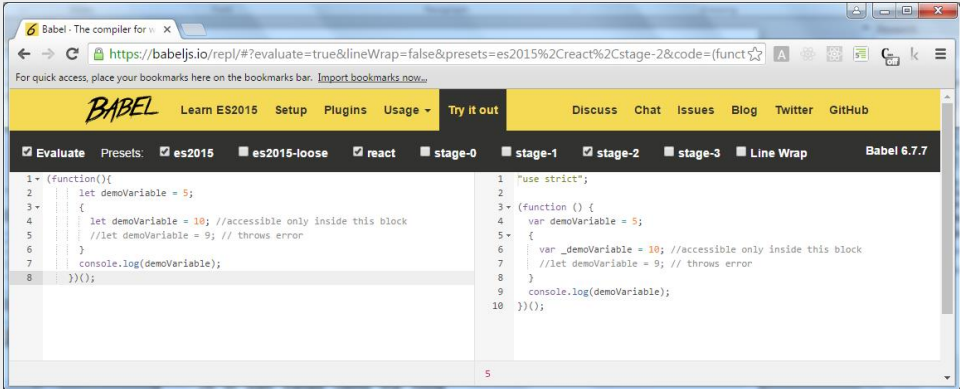 Babel - The compiler for w
https://babeljs.io/repl/#?evaluate=true&lineWrap=false&presets=es2015%2Creact%2Cstage-2&code=(funct
For quick access, place your bookmarks here on the bookmarks bar. Import bookmarks now...
BABEL Learn ES2015 Setup Plugins Usage Try it out Discuss Chat Issues Blog Twitter GitHub
Evaluate Presets: es2015 es2015-loose react stage-0 stage-1 stage-2 stage-3 Line Wrap Babel 6.7.7
1 (function(){
2 let demoVariable = 5;
3 {
4 let demoVariable = 10; //accessible only inside this block
5 //let demoVariable = 9; // throws error
6 }
7 console.log(demoVariable);
8 })();
1 "use strict";
2
3 (function () {
4 var demoVariable = 5;
5 {
6 var _demoVariable = 10; //accessible only inside this block
7 //let demoVariable = 9; // throws error
8 }
9 console.log(demoVariable);
10 })();
5